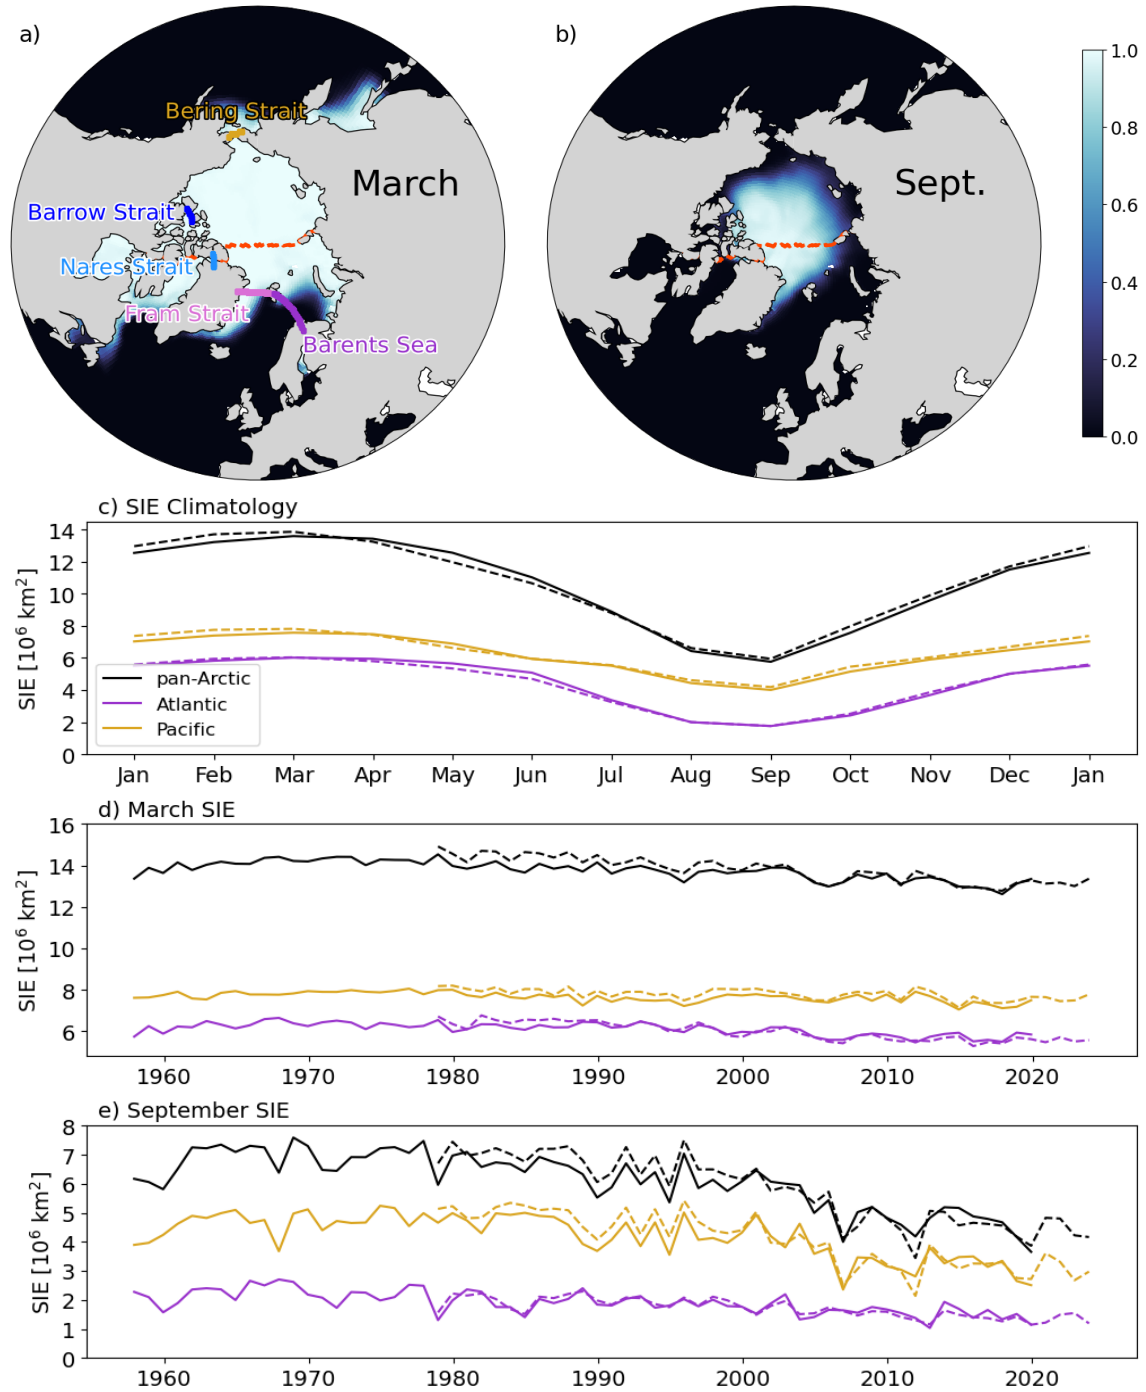 a)
b)
Bering Strait
March
Sept.
Barrow Strait
Nares Strait
Fram Strait
Barents Sea
1.0
0.8
0.6
0.4
0.2
0.0
c) SIE Climatology
SIE [10⁶ km²]
14
12
10
8
6
4
2
0
pan-Arctic
Atlantic
Pacific
Jan Feb Mar Apr May Jun Jul Aug Sep Oct Nov Dec Jan
d) March SIE
SIE [10⁶ km²]
16
14
12
10
8
6
1960 1970 1980 1990 2000 2010 2020
e) September SIE
SIE [10⁶ km²]
8
7
6
5
4
3
2
1
0
1960 1970 1980 1990 2000 2010 2020